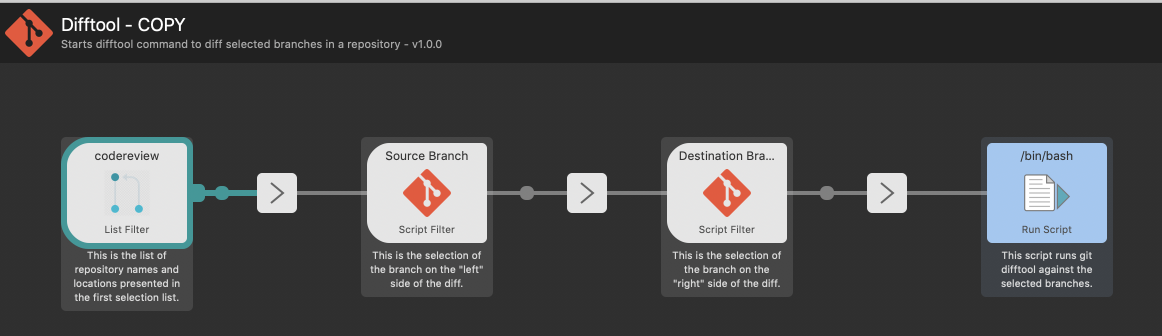 Difftool - COPY
Starts difftool command to diff selected branches in a repository - v1.0.0
codereview
List Filter
This is the list of
repository names and
locations presented in
the first selection list.
Source Branch
Script Filter
This is the selection of
the branch on the "left"
side of the diff.
Destination Bra...
Script Filter
This is the selection of
the branch on the
"right" side of the diff.
/bin/bash
Run Script
This script runs git
difftool against the
selected branches.